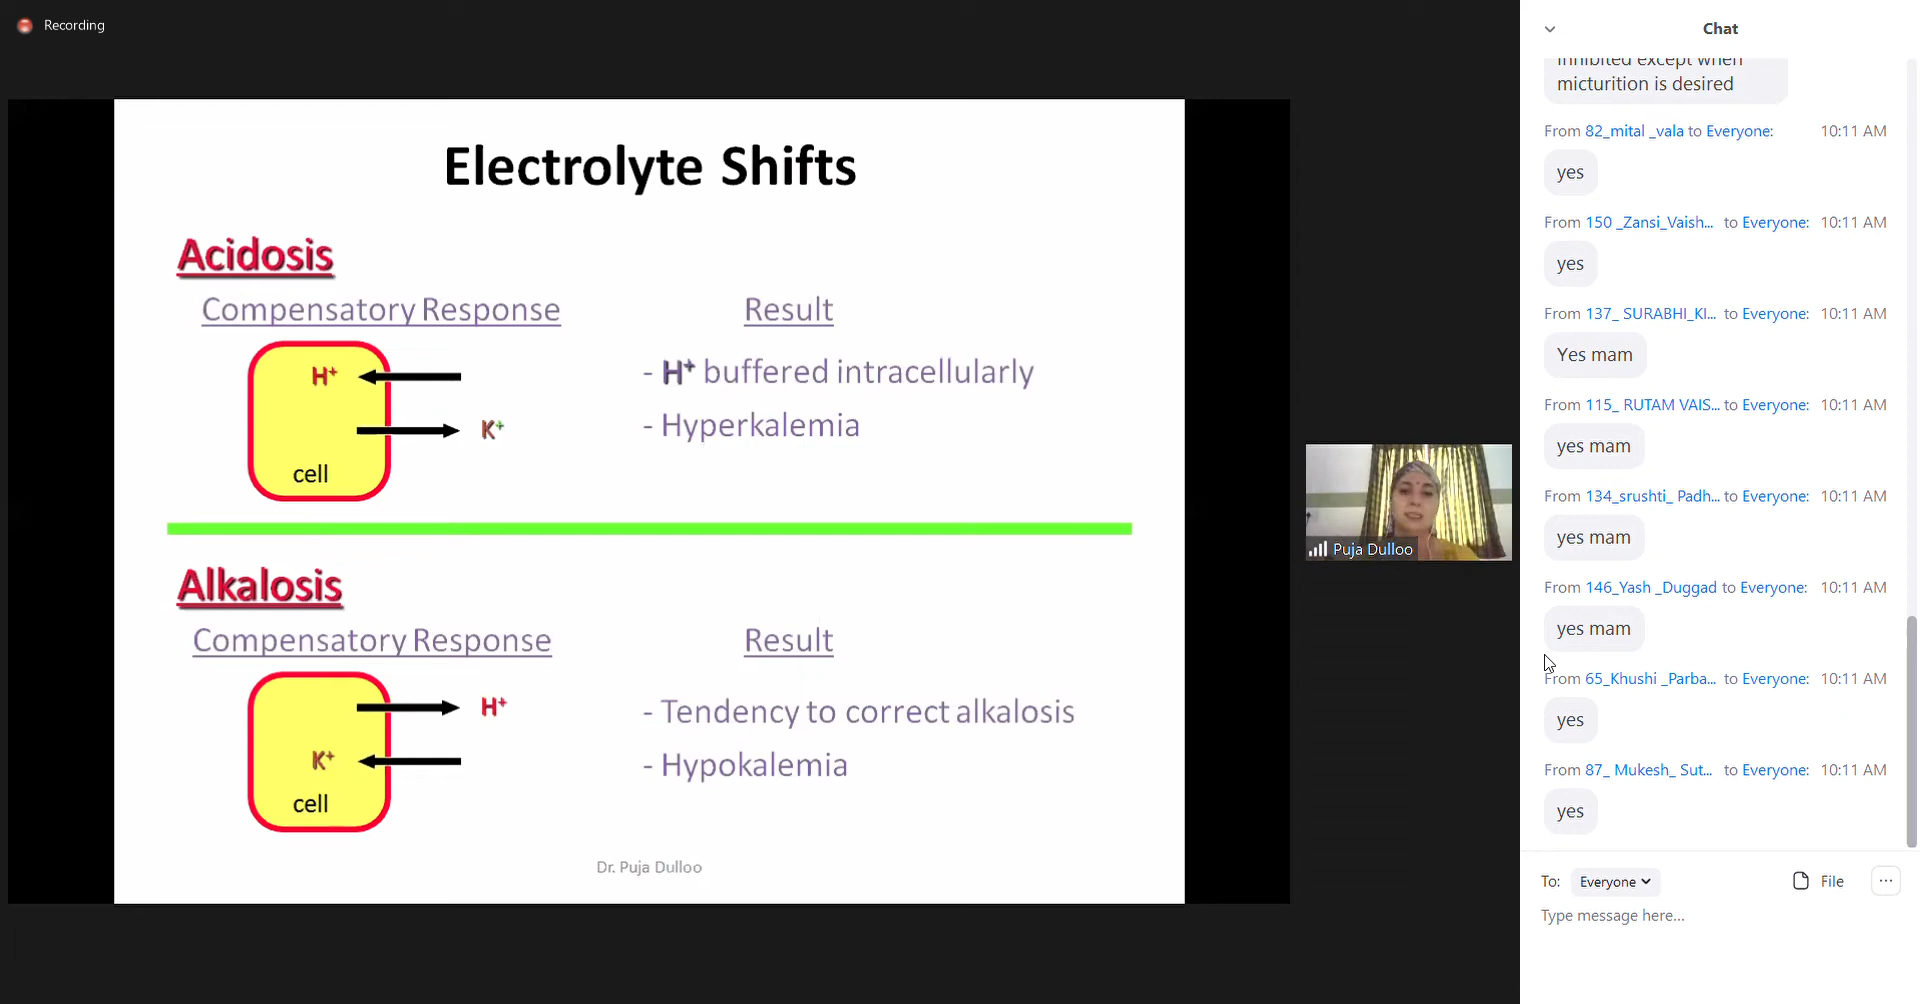 Recording
Electrolyte Shifts
Acidosis
Compensatory Response Result
H+
- H+ buffered intracellularly
K+
- Hyperkalemia
cell
Alkalosis
Compensatory Response Result
H+
- Tendency to correct alkalosis
K+
- Hypokalemia
cell
Dr. Puja Dulloo
Puja Dulloo
Chat
inhibited except when
micturition is desired
From 82_mital _vala to Everyone: 10:11 AM
yes
From 150 _Zansi_Vaish... to Everyone: 10:11 AM
yes
From 137_ SURABHI_KI... to Everyone: 10:11 AM
Yes mam
From 115_ RUTAM VAIS... to Everyone: 10:11 AM
yes mam
From 134_srushti_ Padh... to Everyone: 10:11 AM
yes mam
From 146_Yash _Duggad to Everyone: 10:11 AM
yes mam
From 65_Khushi _Parba... to Everyone: 10:11 AM
yes
From 87_ Mukesh_ Sut... to Everyone: 10:11 AM
yes
To: Everyone File ...
Type message here...